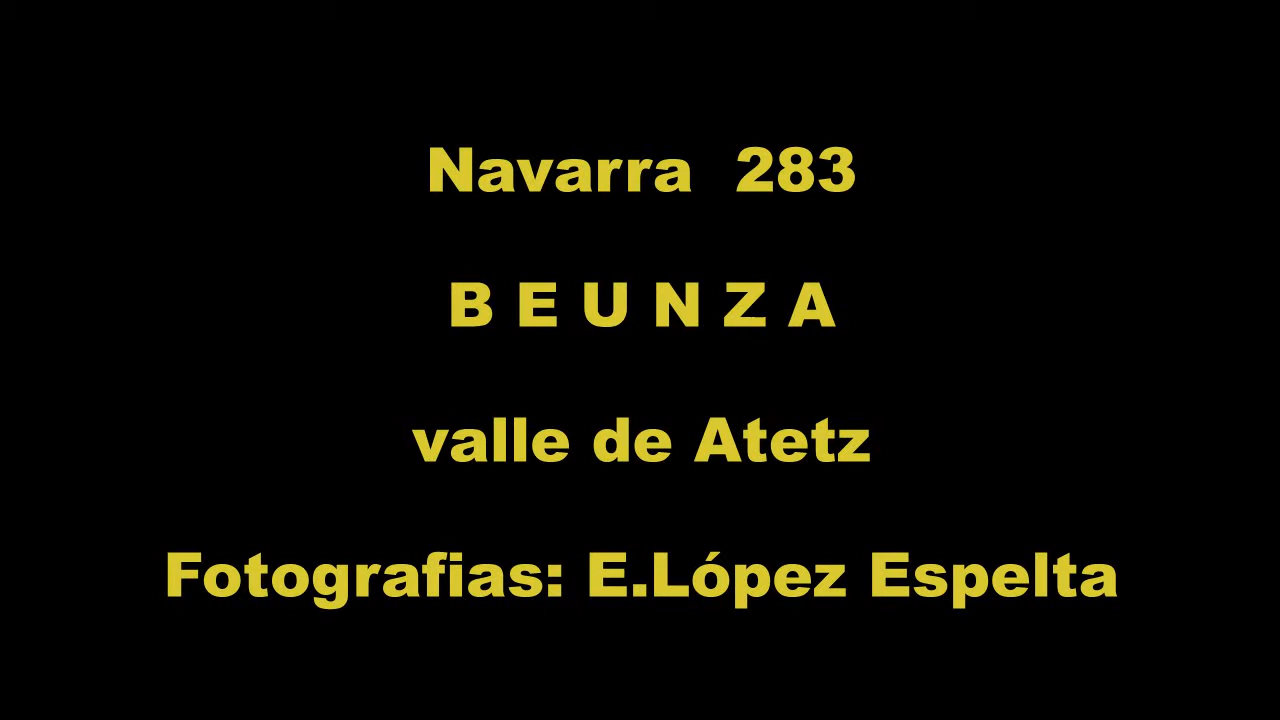 Navarra  283
B E U N Z A
valle de Atetz
Fotografias: E.López Espelta